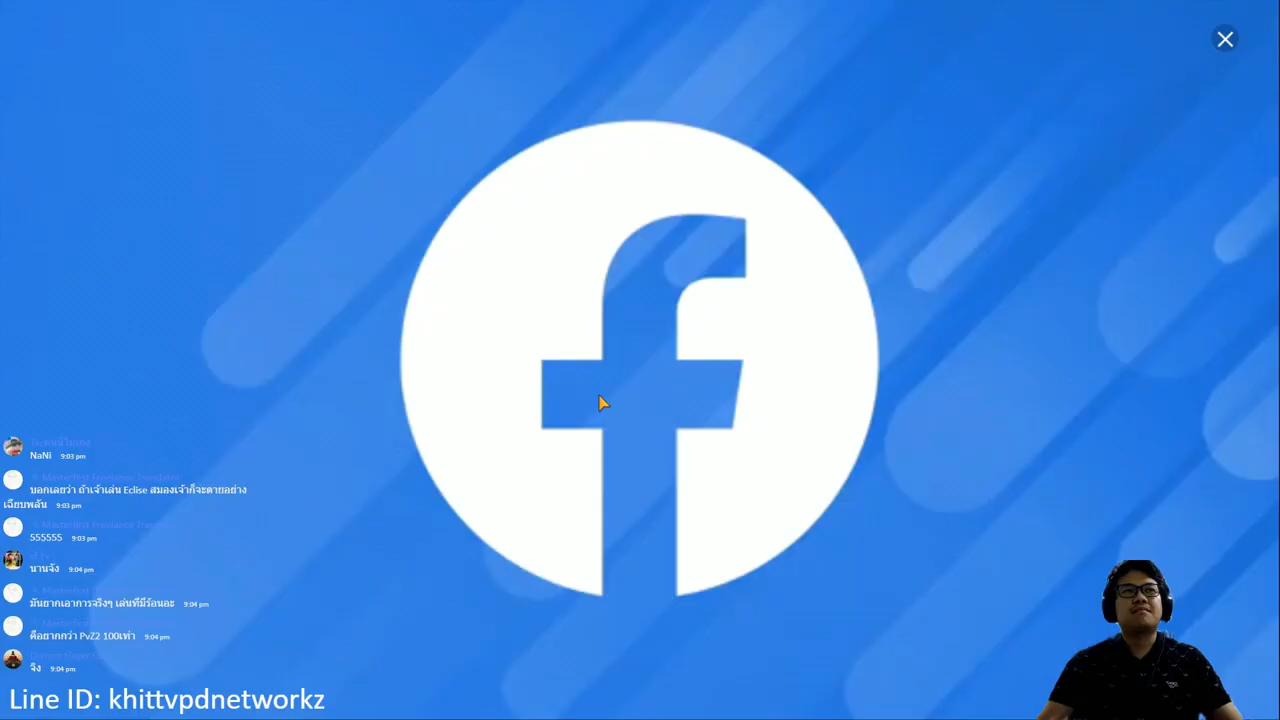 NaNi 9:03 pm
บอกเลยว่า ถ้าเจ้าเล่น Eclise สมองเจ้าก็จะตายอย่าง
เฉียบพลัน 9:03 pm
555555 9:03 pm
นานจัง 9:04 pm
มันยากเอาการจริงๆ เล่นทีมีร้อนอะ 9:04 pm
คือยากกว่า PvZ2 100เท่า 9:04 pm
จิง 9:04 pm
Line ID: khittvpdnetworkz